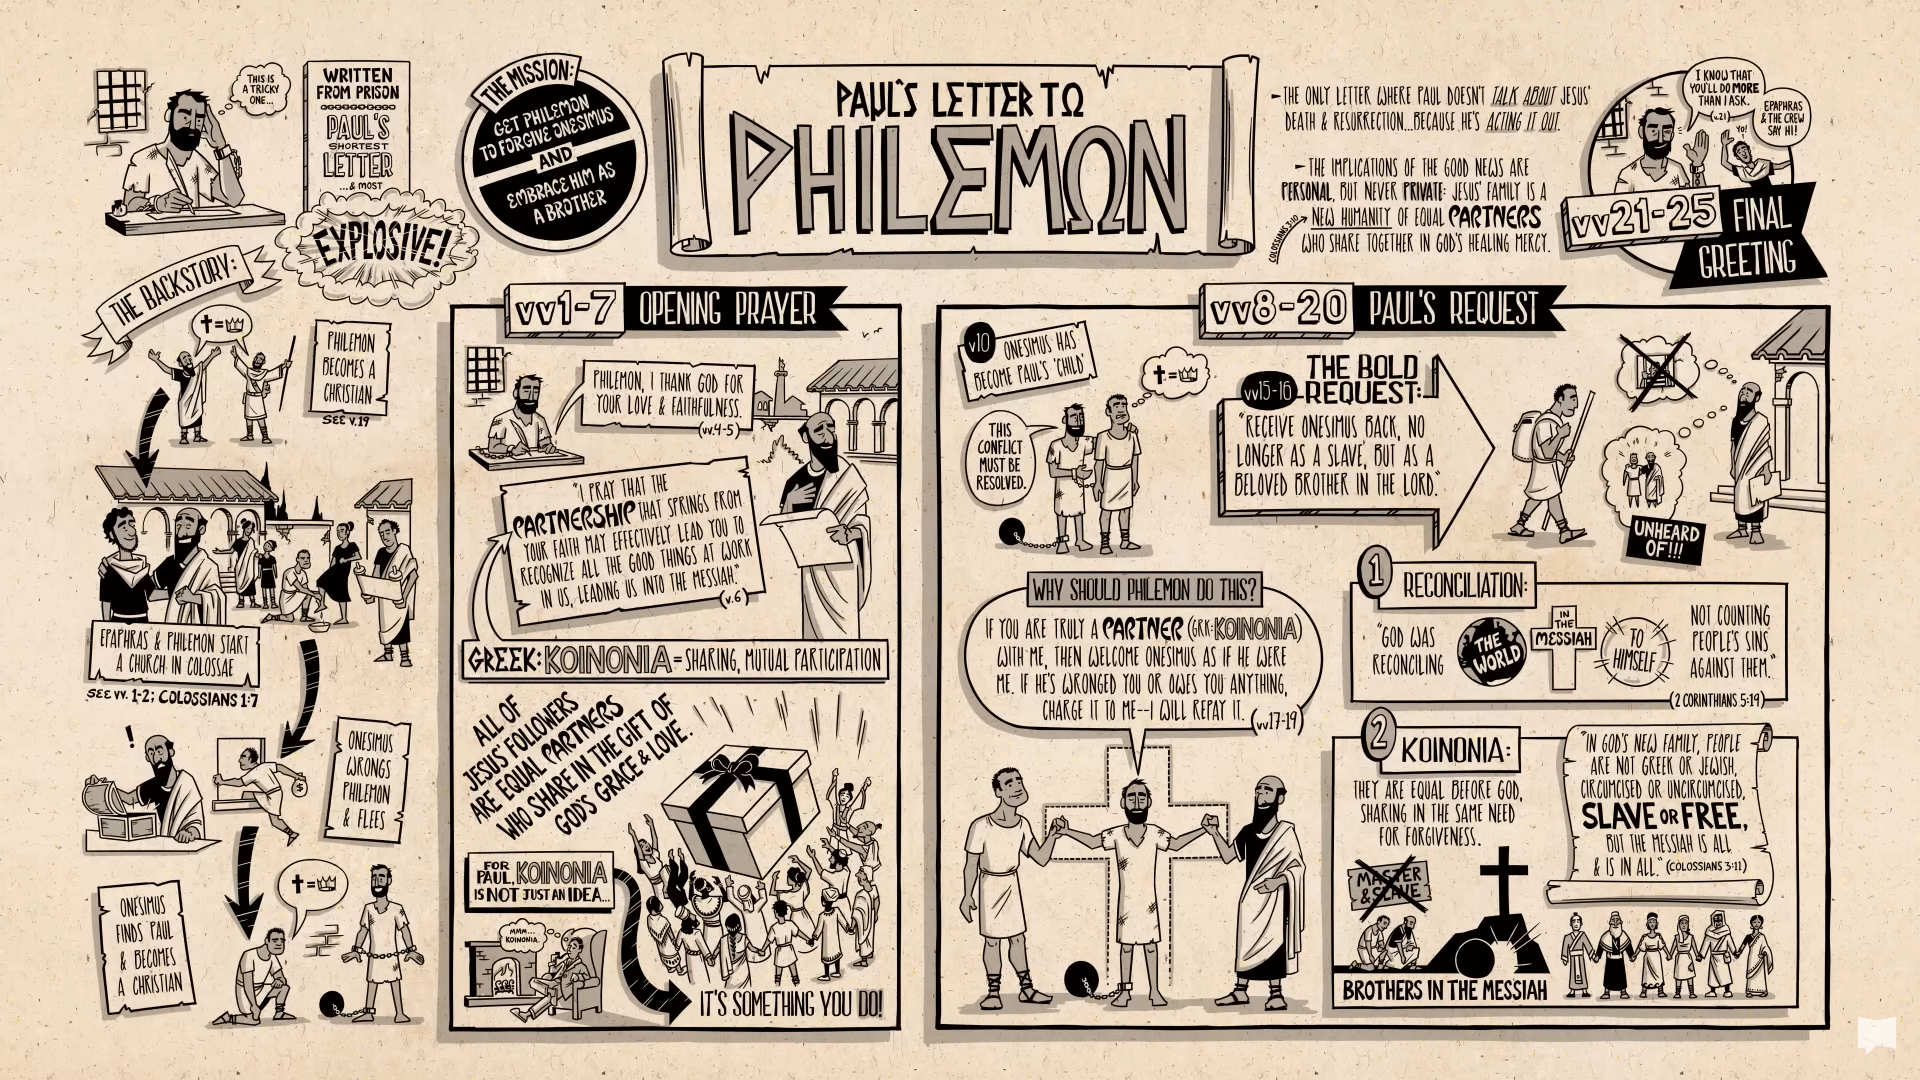 THIS IS
A TRICKY
ONE...
WRITTEN
FROM PRISON
PAUL'S
SHORTEST
LETTER
...& MOST
EXPLOSIVE!
THE MISSION:
GET PHILEMON
TO FORGIVE ONESIMUS
AND
EMBRACE HIM AS
A BROTHER
PAUL'S LETTER TO
PHILEMON
-THE ONLY LETTER WHERE PAUL DOESN'T TALK ABOUT JESUS'
DEATH & RESURRECTION...BECAUSE HE'S ACTING IT OUT.
-THE IMPLICATIONS OF THE GOOD NEWS ARE
PERSONAL, BUT NEVER PRIVATE: JESUS' FAMILY IS A
NEW HUMANITY OF EQUAL PARTNERS
WHO SHARE TOGETHER IN GOD'S HEALING MERCY.
COLOSSIANS 3:10
I KNOW THAT
YOU'LL DO MORE
THAN I ASK.
(v.21)
EPAPHRAS
& THE CREW
SAY HI!
YO!
vv21-25
FINAL
GREETING
THE BACKSTORY:
PHILEMON
BECOMES A
CHRISTIAN
SEE v.19
EPAPHRAS & PHILEMON START
A CHURCH IN COLOSSAE
SEE vv. 1-2; COLOSSIANS 1:7
!
$
ONESIMUS
WRONGS
PHILEMON
& FLEES
ONESIMUS
FINDS PAUL
& BECOMES
A CHRISTIAN
vv1-7 OPENING PRAYER
PHILEMON, I THANK GOD FOR
YOUR LOVE & FAITHFULNESS.
(vv.4-5)
"I PRAY THAT THE
PARTNERSHIP THAT SPRINGS FROM
YOUR FAITH MAY EFFECTIVELY LEAD YOU TO
RECOGNIZE ALL THE GOOD THINGS AT WORK
IN US, LEADING US INTO THE MESSIAH."
(v.6)
GREEK: KOINONIA = SHARING, MUTUAL PARTICIPATION
ALL OF
JESUS' FOLLOWERS
ARE EQUAL PARTNERS
WHO SHARE IN THE GIFT OF
GOD'S GRACE & LOVE.
FOR
PAUL, KOINONIA
IS NOT JUST AN IDEA...
MMM...
KOINONIA.
IT'S SOMETHING YOU DO!
vv8-20 PAUL'S REQUEST
v10
ONESIMUS HAS
BECOME PAUL'S 'CHILD'
THIS
CONFLICT
MUST BE
RESOLVED.
THE BOLD
vv15-16 REQUEST:
"RECEIVE ONESIMUS BACK, NO
LONGER AS A SLAVE, BUT AS A
BELOVED BROTHER IN THE LORD."
UNHEARD
OF!!!
WHY SHOULD PHILEMON DO THIS?
IF YOU ARE TRULY A PARTNER (GRK: KOINONIA)
WITH ME, THEN WELCOME ONESIMUS AS IF HE WERE
ME. IF HE'S WRONGED YOU OR OWES YOU ANYTHING,
CHARGE IT TO ME--I WILL REPAY IT.
(vv17-19)
1 RECONCILIATION:
"GOD WAS
RECONCILING
THE
WORLD
IN
THE
MESSIAH
TO
HIMSELF
NOT COUNTING
PEOPLE'S SINS
AGAINST THEM."
(2 CORINTHIANS 5:19)
2 KOINONIA:
THEY ARE EQUAL BEFORE GOD,
SHARING IN THE SAME NEED
FOR FORGIVENESS.
MASTER
& SLAVE
BROTHERS IN THE MESSIAH
"IN GOD'S NEW FAMILY, PEOPLE
ARE NOT GREEK OR JEWISH,
CIRCUMCISED OR UNCIRCUMCISED,
SLAVE OR FREE,
BUT THE MESSIAH IS ALL
& IS IN ALL." (COLOSSIANS 3:11)